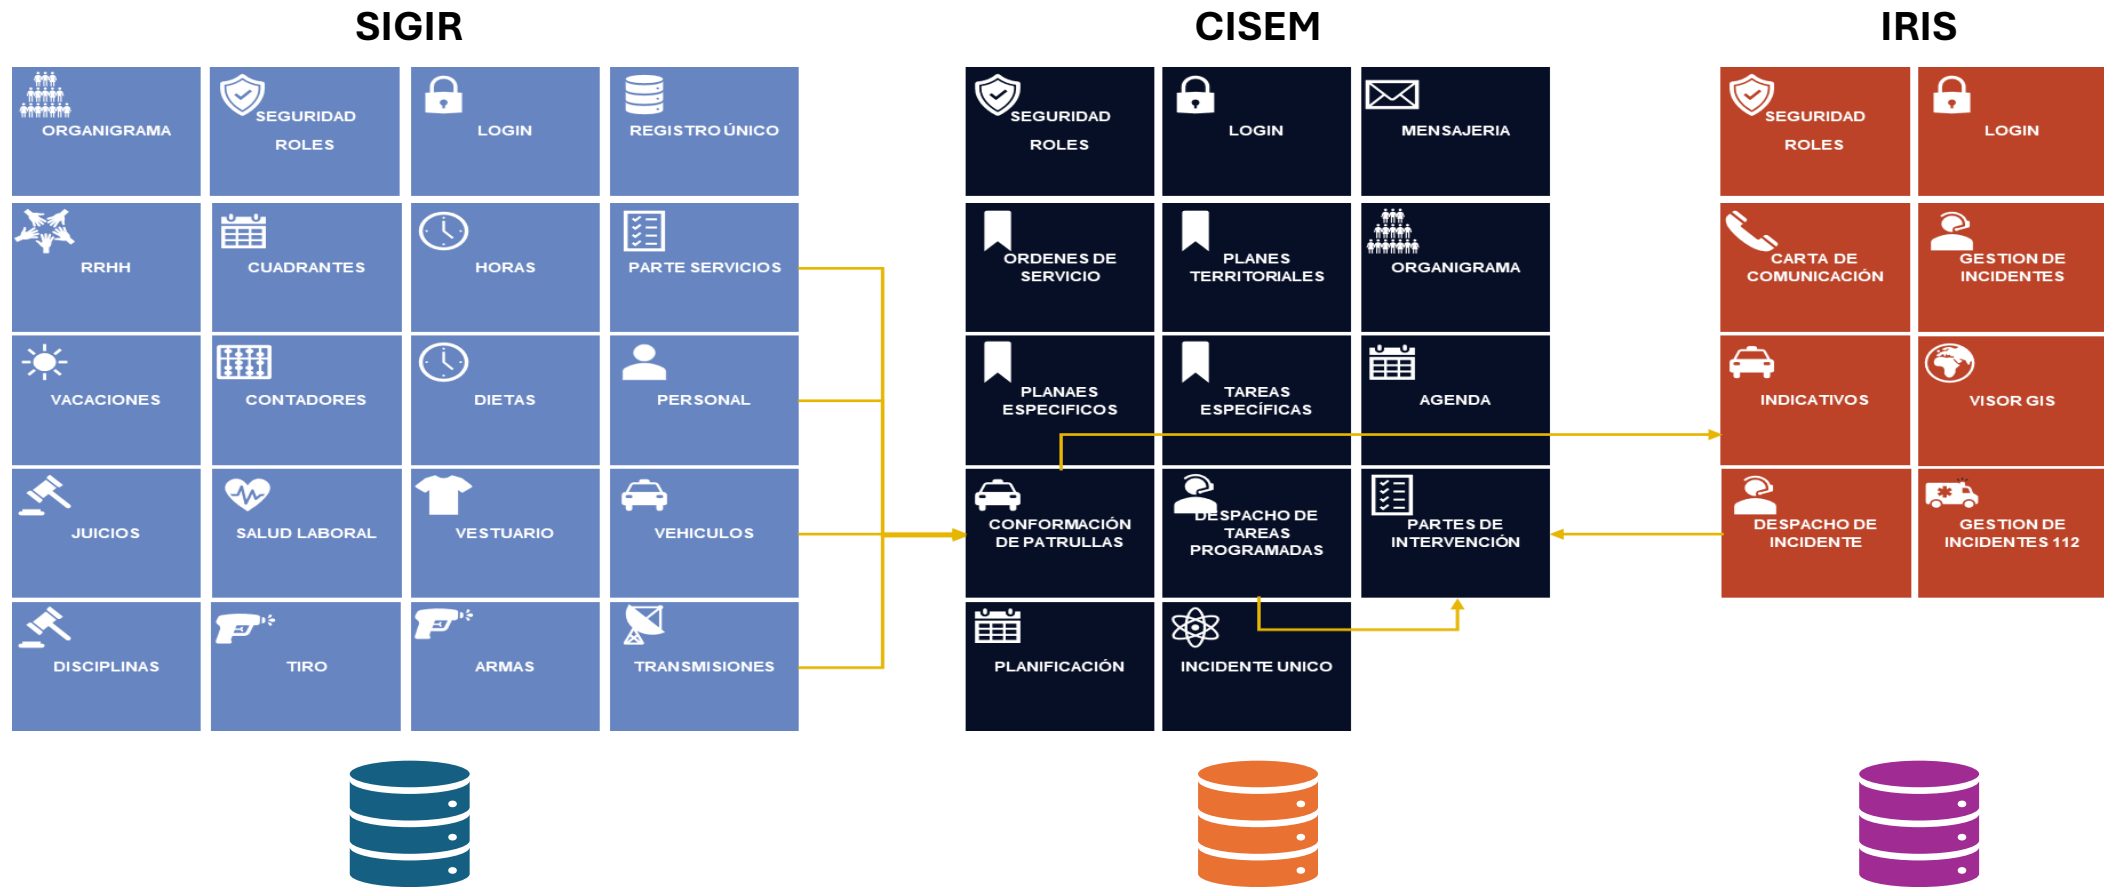 SIGIR
CISEM
IRIS
ORGANIGRAMA
SEGURIDAD
ROLES
LOGIN
REGISTRO ÚNICO
RRHH
CUADRANTES
HORAS
PARTE SERVICIOS
VACACIONES
CONTADORES
DIETAS
PERSONAL
JUICIOS
SALUD LABORAL
VESTUARIO
VEHICULOS
DISCIPLINAS
TIRO
ARMAS
TRANSMISIONES
SEGURIDAD
ROLES
LOGIN
MENSAJERIA
ORDENES DE
SERVICIO
PLANES
TERRITORIALES
ORGANIGRAMA
PLANAES
ESPECIFICOS
TAREAS
ESPECÍFICAS
AGENDA
CONFORMACIÓN
DE PATRULLAS
DESPACHO DE
TAREAS
PROGRAMADAS
PARTES DE
INTERVENCIÓN
PLANIFICACIÓN
INCIDENTE UNICO
SEGURIDAD
ROLES
LOGIN
CARTA DE
COMUNICACIÓN
GESTION DE
INCIDENTES
INDICATIVOS
VISOR GIS
DESPACHO DE
INCIDENTE
GESTION DE
INCIDENTES 112